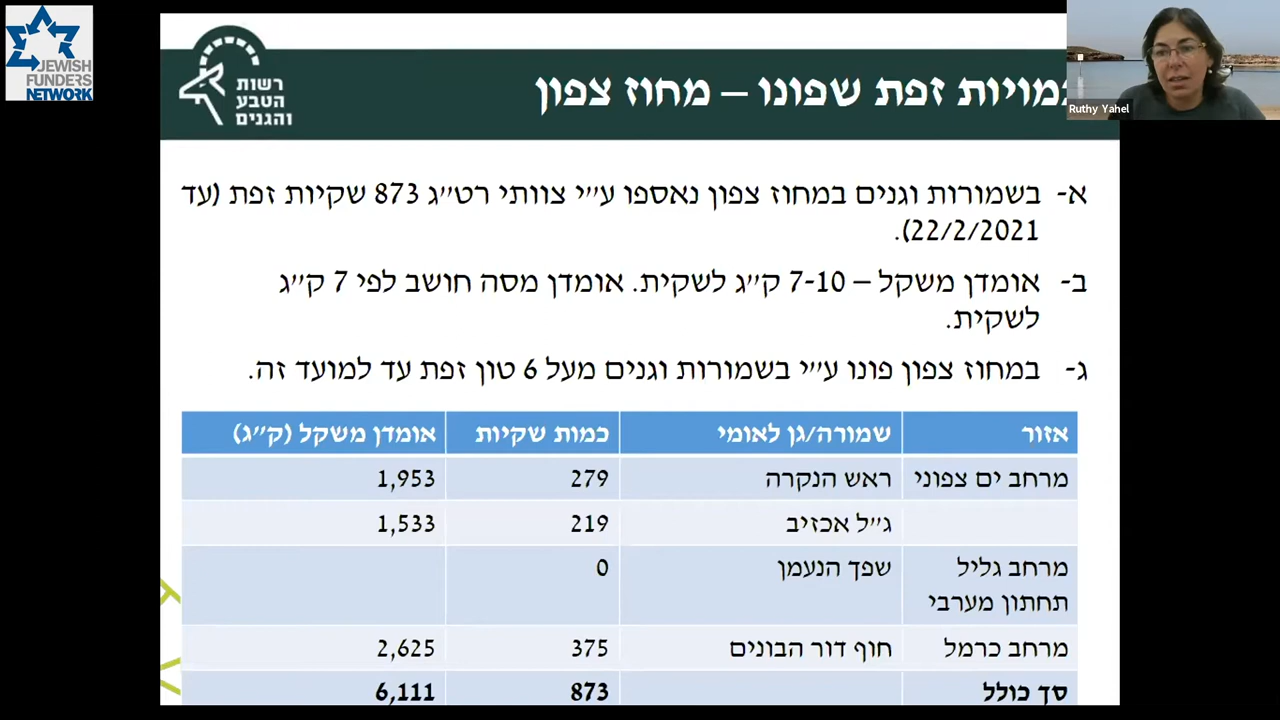 JEWISH
FUNDERS
NETWORK
רשות
הטבע
והגנים
כמויות זפת שפונו – מחוז צפון
Ruthy Yahel
א- בשמורות וגנים במחוז צפון נאספו ע״י צוותי רט״ג 873 שקיות זפת (עד
22/2/2021).
ב- אומדן משקל – 7-10 ק״ג לשקית. אומדן מסה חושב לפי 7 ק״ג
לשקית.
ג- במחוז צפון פונו ע״י בשמורות וגנים מעל 6 טון זפת עד למועד זה.
אזור שמורה/גן לאומי כמות שקיות אומדן משקל (ק״ג)
מרחב ים צפוני ראש הנקרה 279 1,953
ג״ל אכזיב 219 1,533
מרחב גליל שפך הנעמן 0
תחתון מערבי
מרחב כרמל חוף דור הבונים 375 2,625
סך כולל 873 6,111